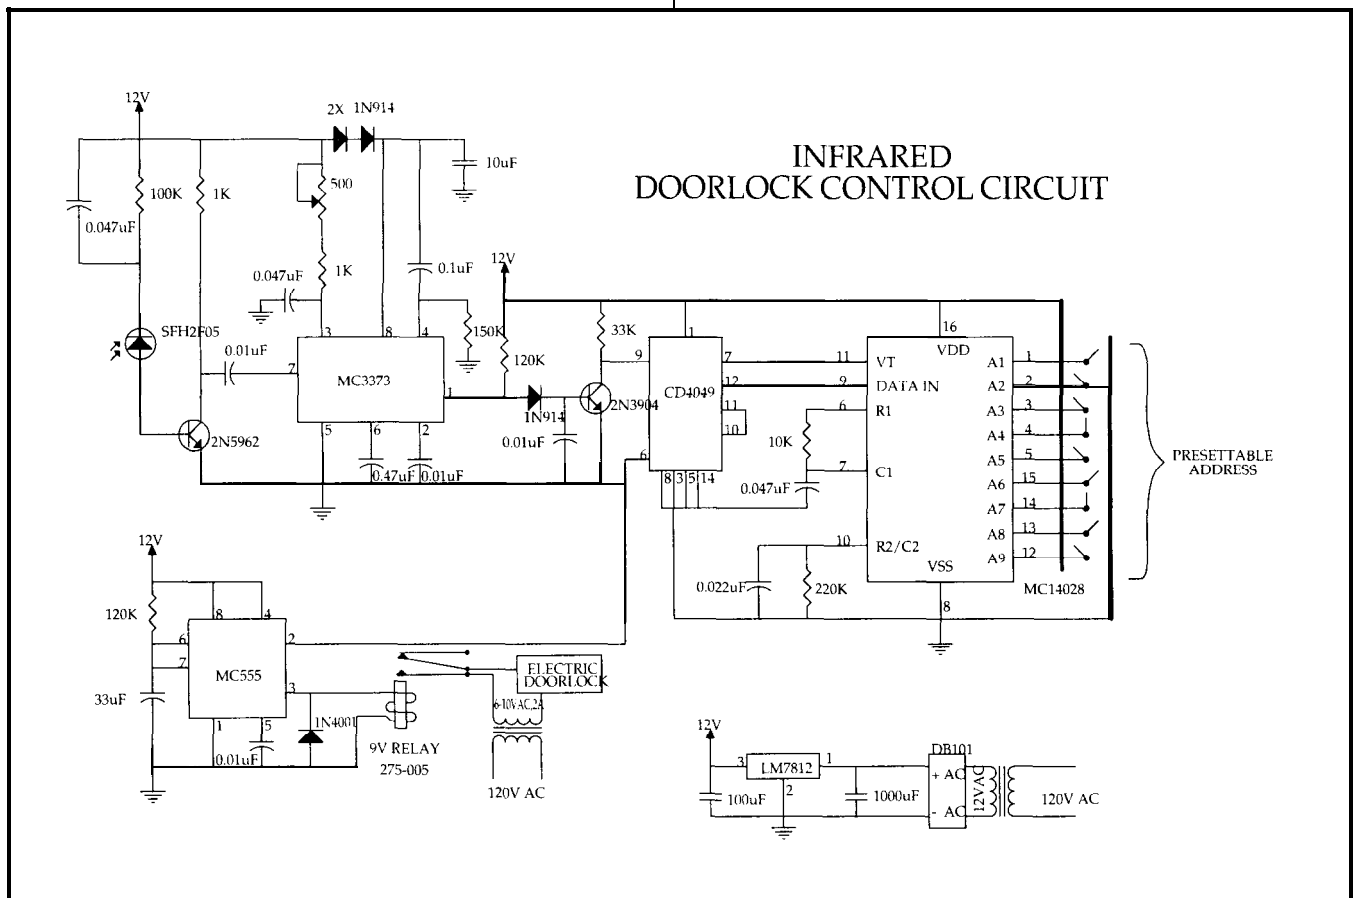 INFRARED
DOORLOCK CONTROL CIRCUIT
12V
2X 1N914
10uF
100K
1K
500
0.047uF
0.047uF
1K
0.1uF
12V
SFH2F05
0.01uF
3
8
4
150K
120K
33K
7
MC3373
1
1N914
2N3904
0.01uF
2N5962
5
6
2
0.47uF
0.01uF
9
1
CD4049
7
12
11
10
6
8
3
5
14
16
VDD
11
VT
9
DATA IN
6
R1
10K
7
C1
0.047uF
10
R2/C2
0.022uF
220K
VSS
8
MC14028
A1
1
A2
2
A3
3
A4
4
A5
5
A6
15
A7
14
A8
13
A9
12
PRESETTABLE
ADDRESS
12V
120K
8
4
6
2
7
MC555
3
33uF
1
5
0.01uF
1N4001
9V RELAY
275-005
ELECTRIC
DOORLOCK
6-10VAC,2A
120V AC
12V
3
LM7812
1
2
100uF
1000uF
DB101
+ AC
- AC
12VAC
120V AC